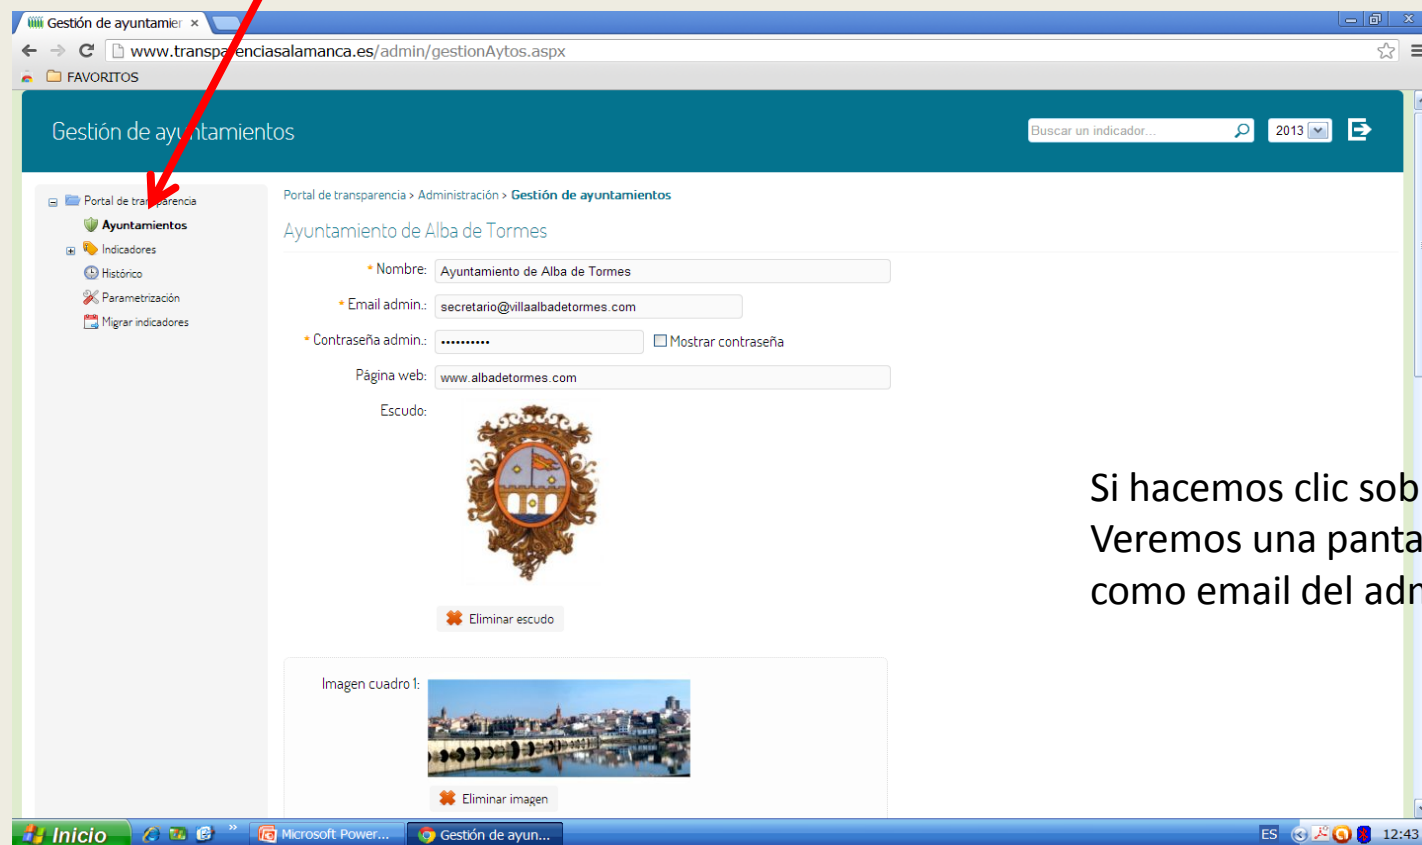 Gestión de ayuntamier ×
www.transparenciasalamanca.es/admin/gestionAytos.aspx
FAVORITOS
Gestión de ayuntamientos
Buscar un indicador...
2013
Portal de transparencia
Ayuntamientos
Indicadores
Histórico
Parametrización
Migrar indicadores
Portal de transparencia > Administración > Gestión de ayuntamientos
Ayuntamiento de Alba de Tormes
* Nombre: Ayuntamiento de Alba de Tormes
* Email admin.: secretario@villaalbadetormes.com
* Contraseña admin.: •••••••••• Mostrar contraseña
Página web: www.albadetormes.com
Escudo:
Eliminar escudo
Si hacemos clic sob
Veremos una panta
como email del adm
Imagen cuadro 1:
Eliminar imagen
Inicio » Microsoft Power... Gestión de ayun... ES 12:43